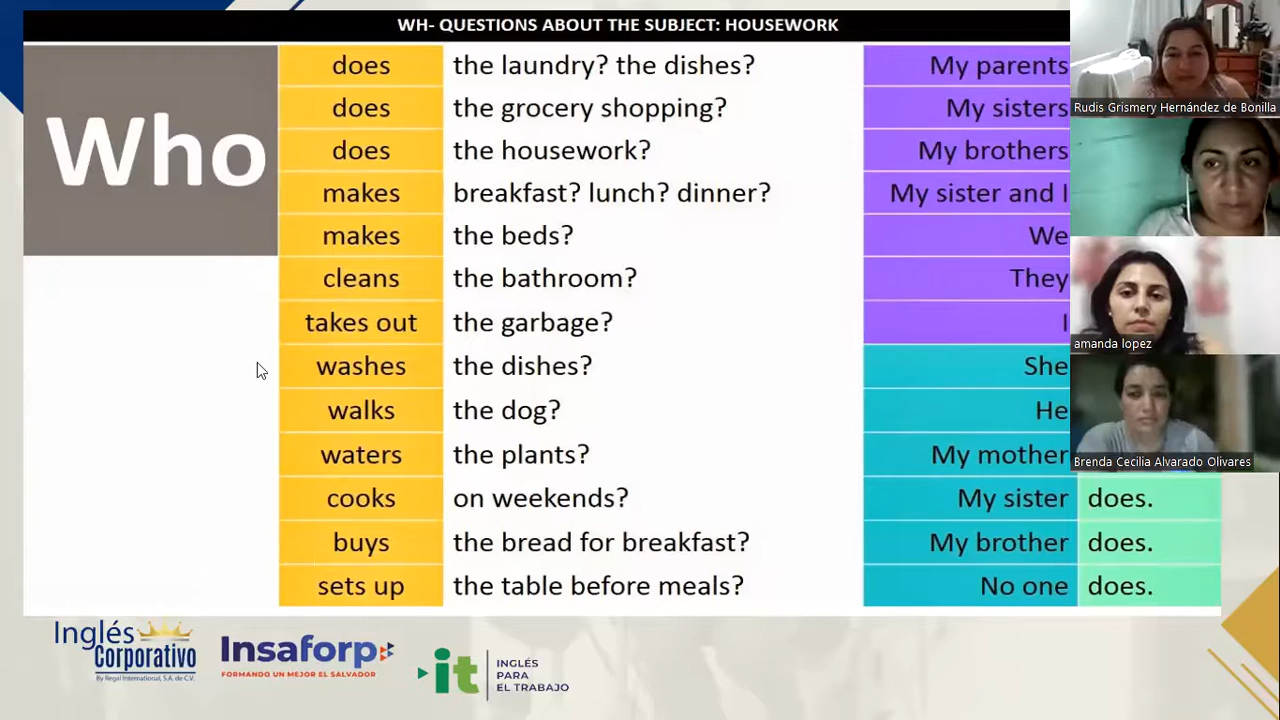 WH- QUESTIONS ABOUT THE SUBJECT: HOUSEWORK
Who
does the laundry? the dishes? My parents
does the grocery shopping? My sisters
does the housework? My brothers
makes breakfast? lunch? dinner? My sister and I
makes the beds? We
cleans the bathroom? They
takes out the garbage? I
washes the dishes? She
walks the dog? He
waters the plants? My mother
cooks on weekends? My sister does.
buys the bread for breakfast? My brother does.
sets up the table before meals? No one does.
Rudis Grismery Hernández de Bonilla
amanda lopez
Brenda Cecilia Alvarado Olivares
Inglés
Corporativo
By Regal International, S.A. de C.V.
Insaforp
FORMANDO UN MEJOR EL SALVADOR
it
INGLÉS
PARA
EL TRABAJO